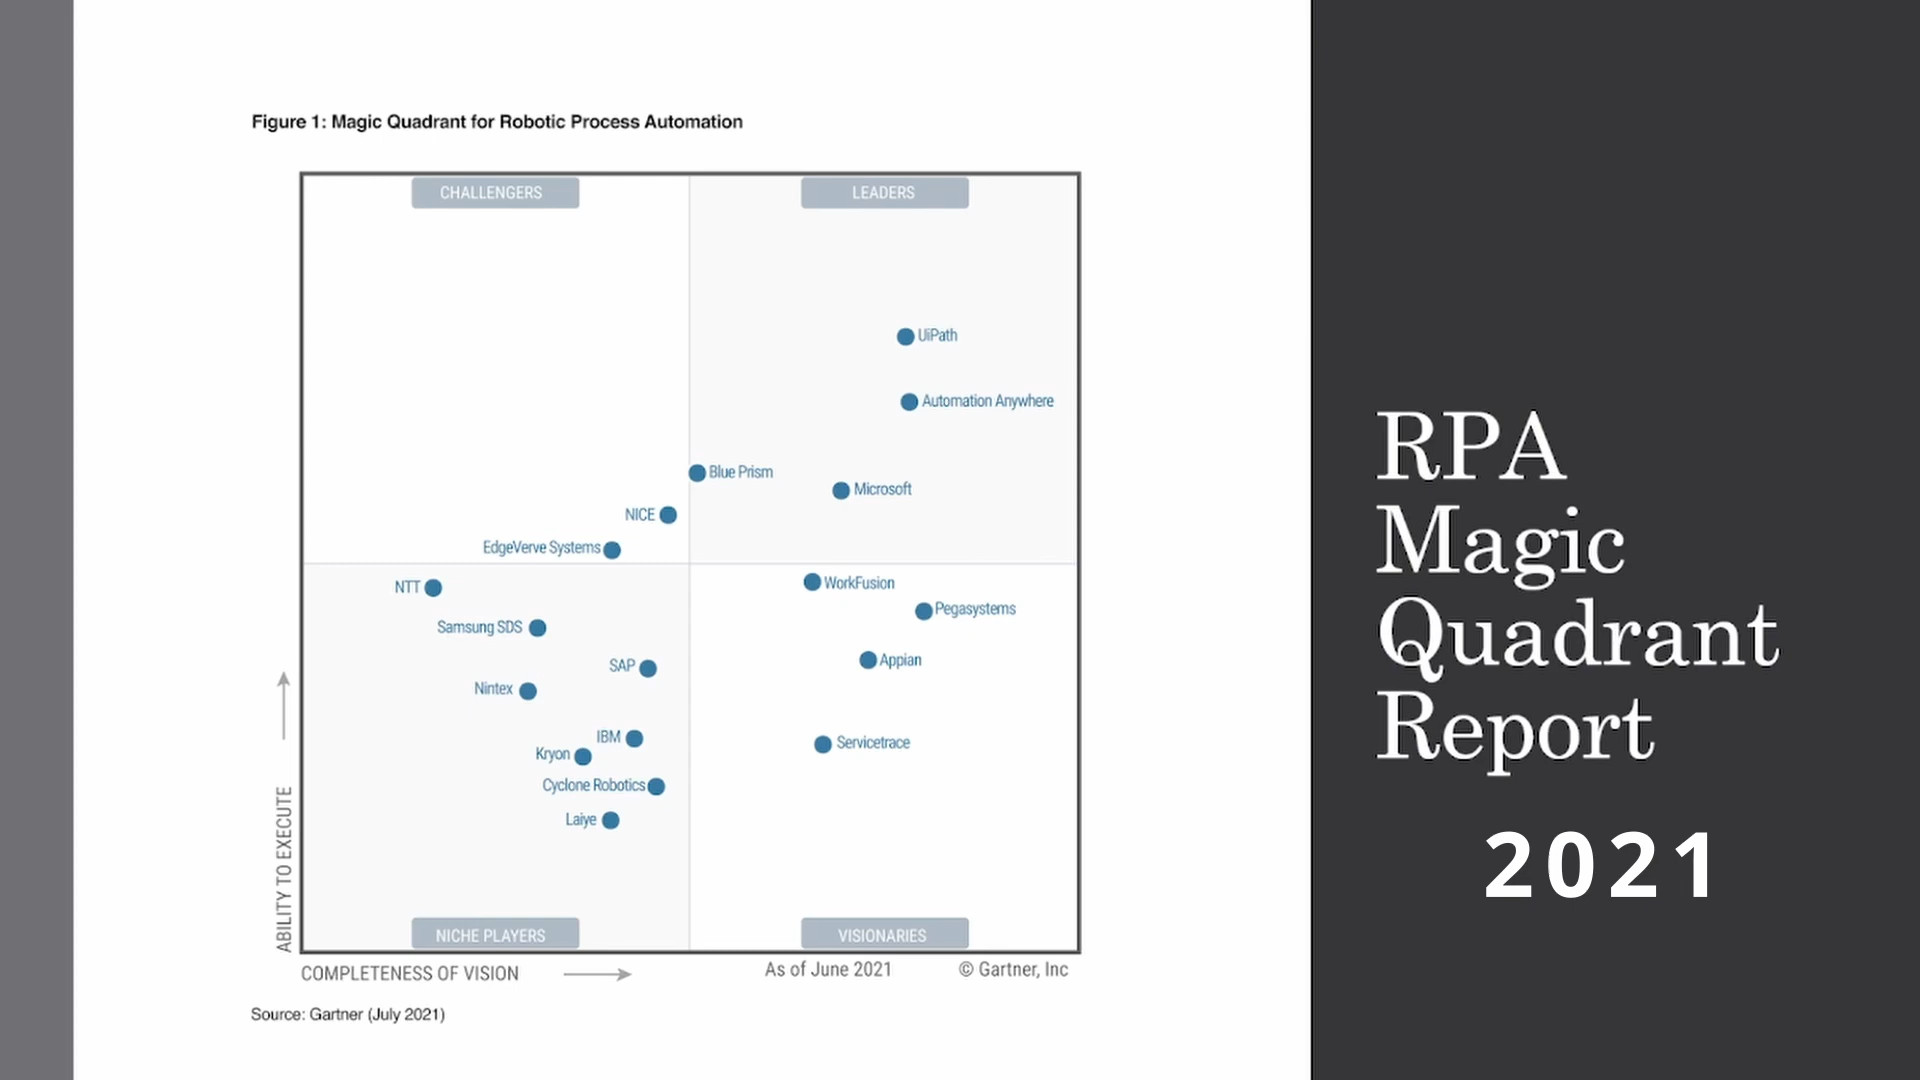 Figure 1: Magic Quadrant for Robotic Process Automation
CHALLENGERS
LEADERS
UiPath
Automation Anywhere
Blue Prism
Microsoft
NICE
EdgeVerve Systems
NTT
WorkFusion
Pegasystems
Samsung SDS
Appian
SAP
Nintex
IBM
Servicetrace
Kryon
Cyclone Robotics
Laiye
ABILITY TO EXECUTE
NICHE PLAYERS
VISIONARIES
COMPLETENESS OF VISION
As of June 2021
© Gartner, Inc
Source: Gartner (July 2021)
RPA
Magic
Quadrant
Report
2021